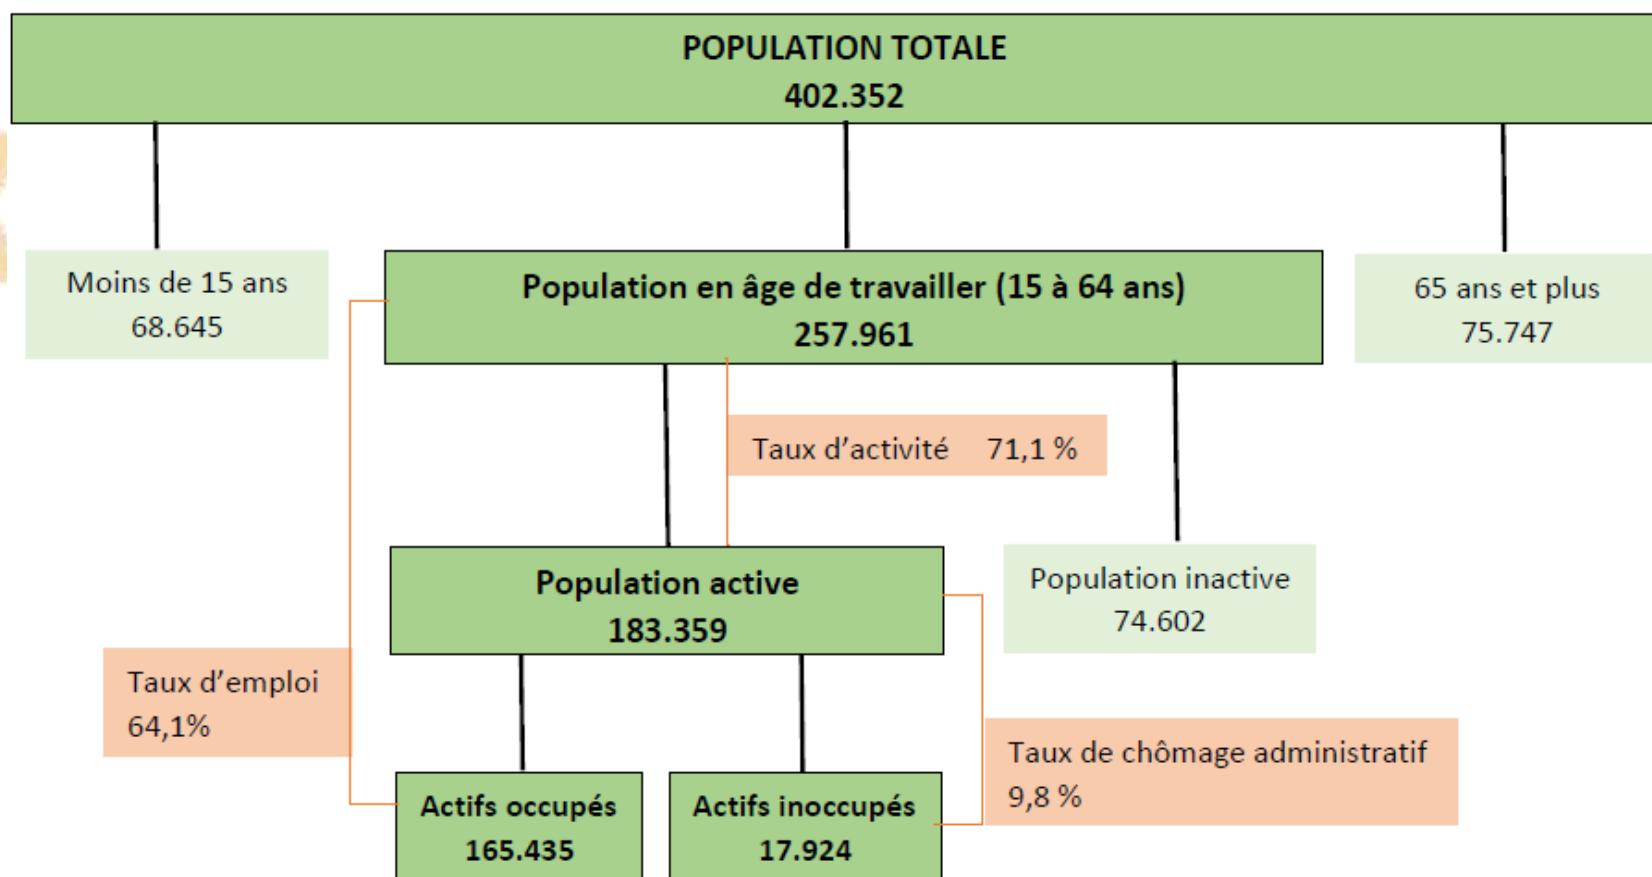 POPULATION TOTALE
402.352
Moins de 15 ans
68.645
Population en âge de travailler (15 à 64 ans)
257.961
65 ans et plus
75.747
Taux d’activité 71,1 %
Population active
183.359
Population inactive
74.602
Taux d’emploi
64,1%
Taux de chômage administratif
9,8 %
Actifs occupés
165.435
Actifs inoccupés
17.924